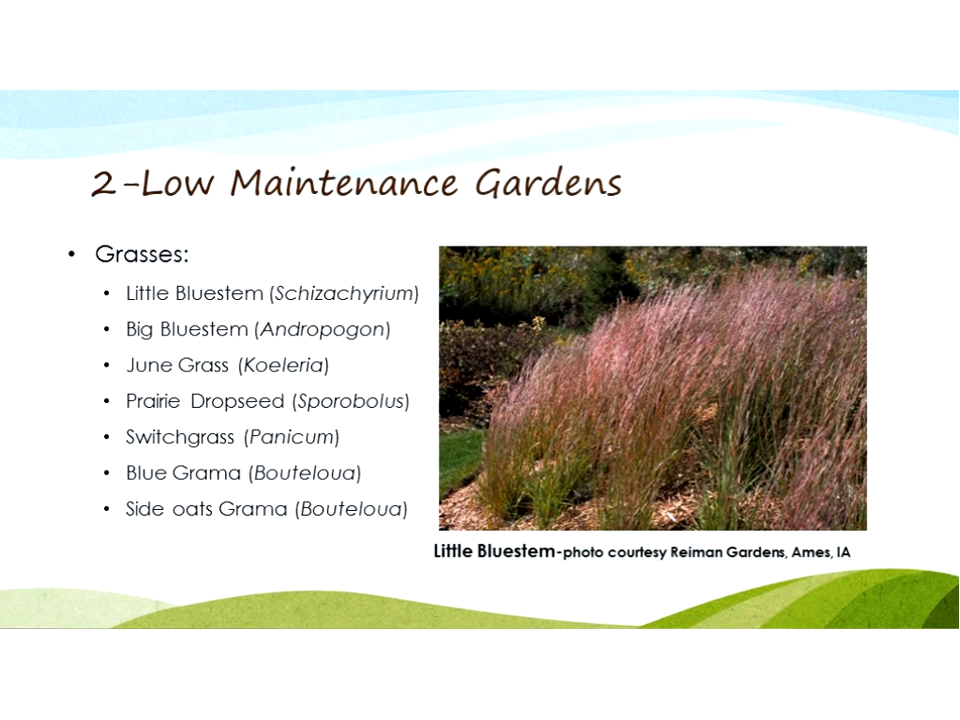 2-Low Maintenance Gardens
• Grasses:
• Little Bluestem (Schizachyrium)
• Big Bluestem (Andropogon)
• June Grass (Koeleria)
• Prairie Dropseed (Sporobolus)
• Switchgrass (Panicum)
• Blue Grama (Bouteloua)
• Side oats Grama (Bouteloua)
Little Bluestem-photo courtesy Reiman Gardens, Ames, IA